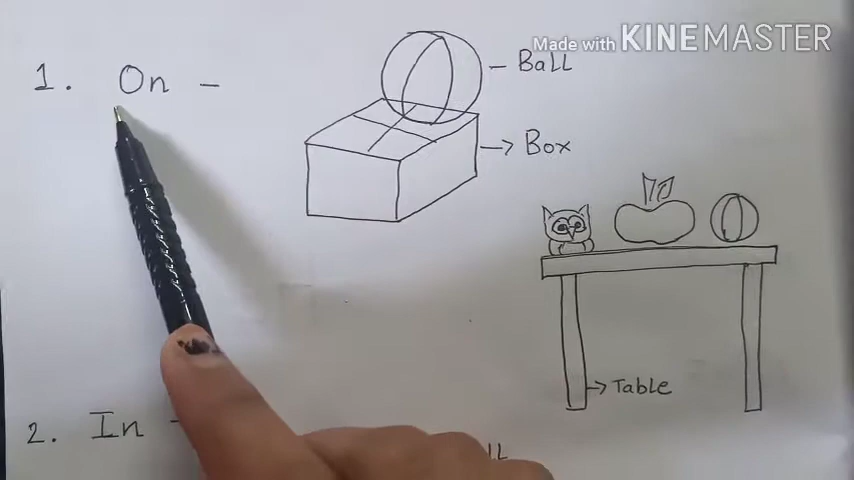 Made with KINEMASTER
1. On -
Ball
Box
Table
2. In -